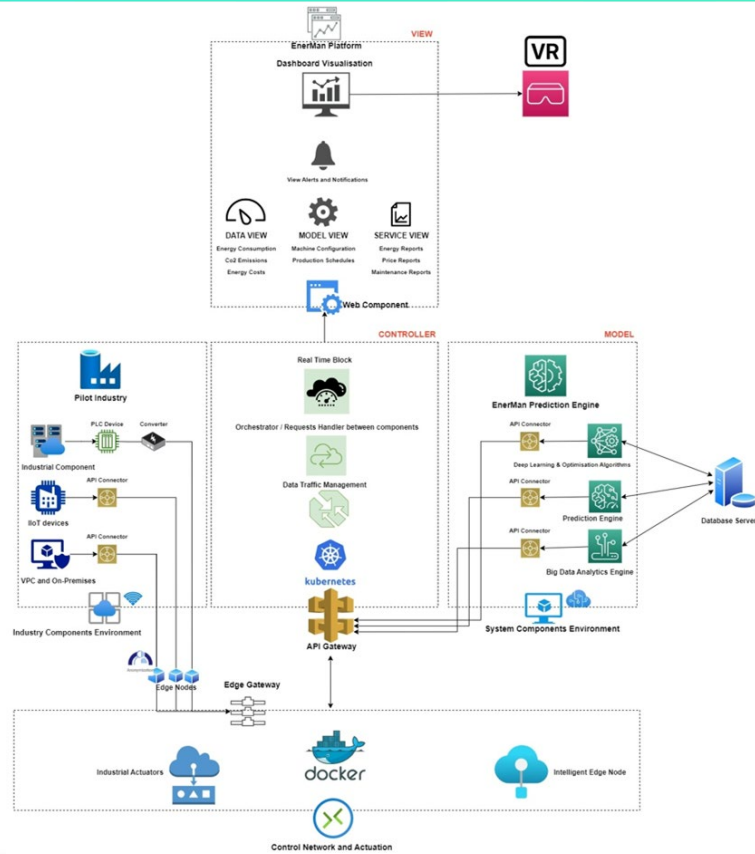 VIEW
EnerMan Platform
Dashboard Visualisation
VR
View Alerts and Notifications
DATA VIEW
MODEL VIEW
SERVICE VIEW
Energy Consumption
Machine Configuration
Energy Reports
Co2 Emissions
Production Schedules
Price Reports
Energy Costs
Maintenance Reports
Web Component
CONTROLLER
MODEL
Real Time Block
Pilot Industry
EnerMan Prediction Engine
PLC Device
Converter
Orchestrator / Requests Handler between components
API Connector
Industrial Component
Deep Learning & Optimisation Algorithms
Data Traffic Management
API Connector
API Connector
IIoT devices
Prediction Engine
Database Server
API Connector
API Connector
VPC and On-Premises
kubernetes
Big Data Analytics Engine
Industry Components Environment
System Components Environment
API Gateway
Edge Nodes
Edge Gateway
Industrial Actuators
docker
Intelligent Edge Node
Control Network and Actuation